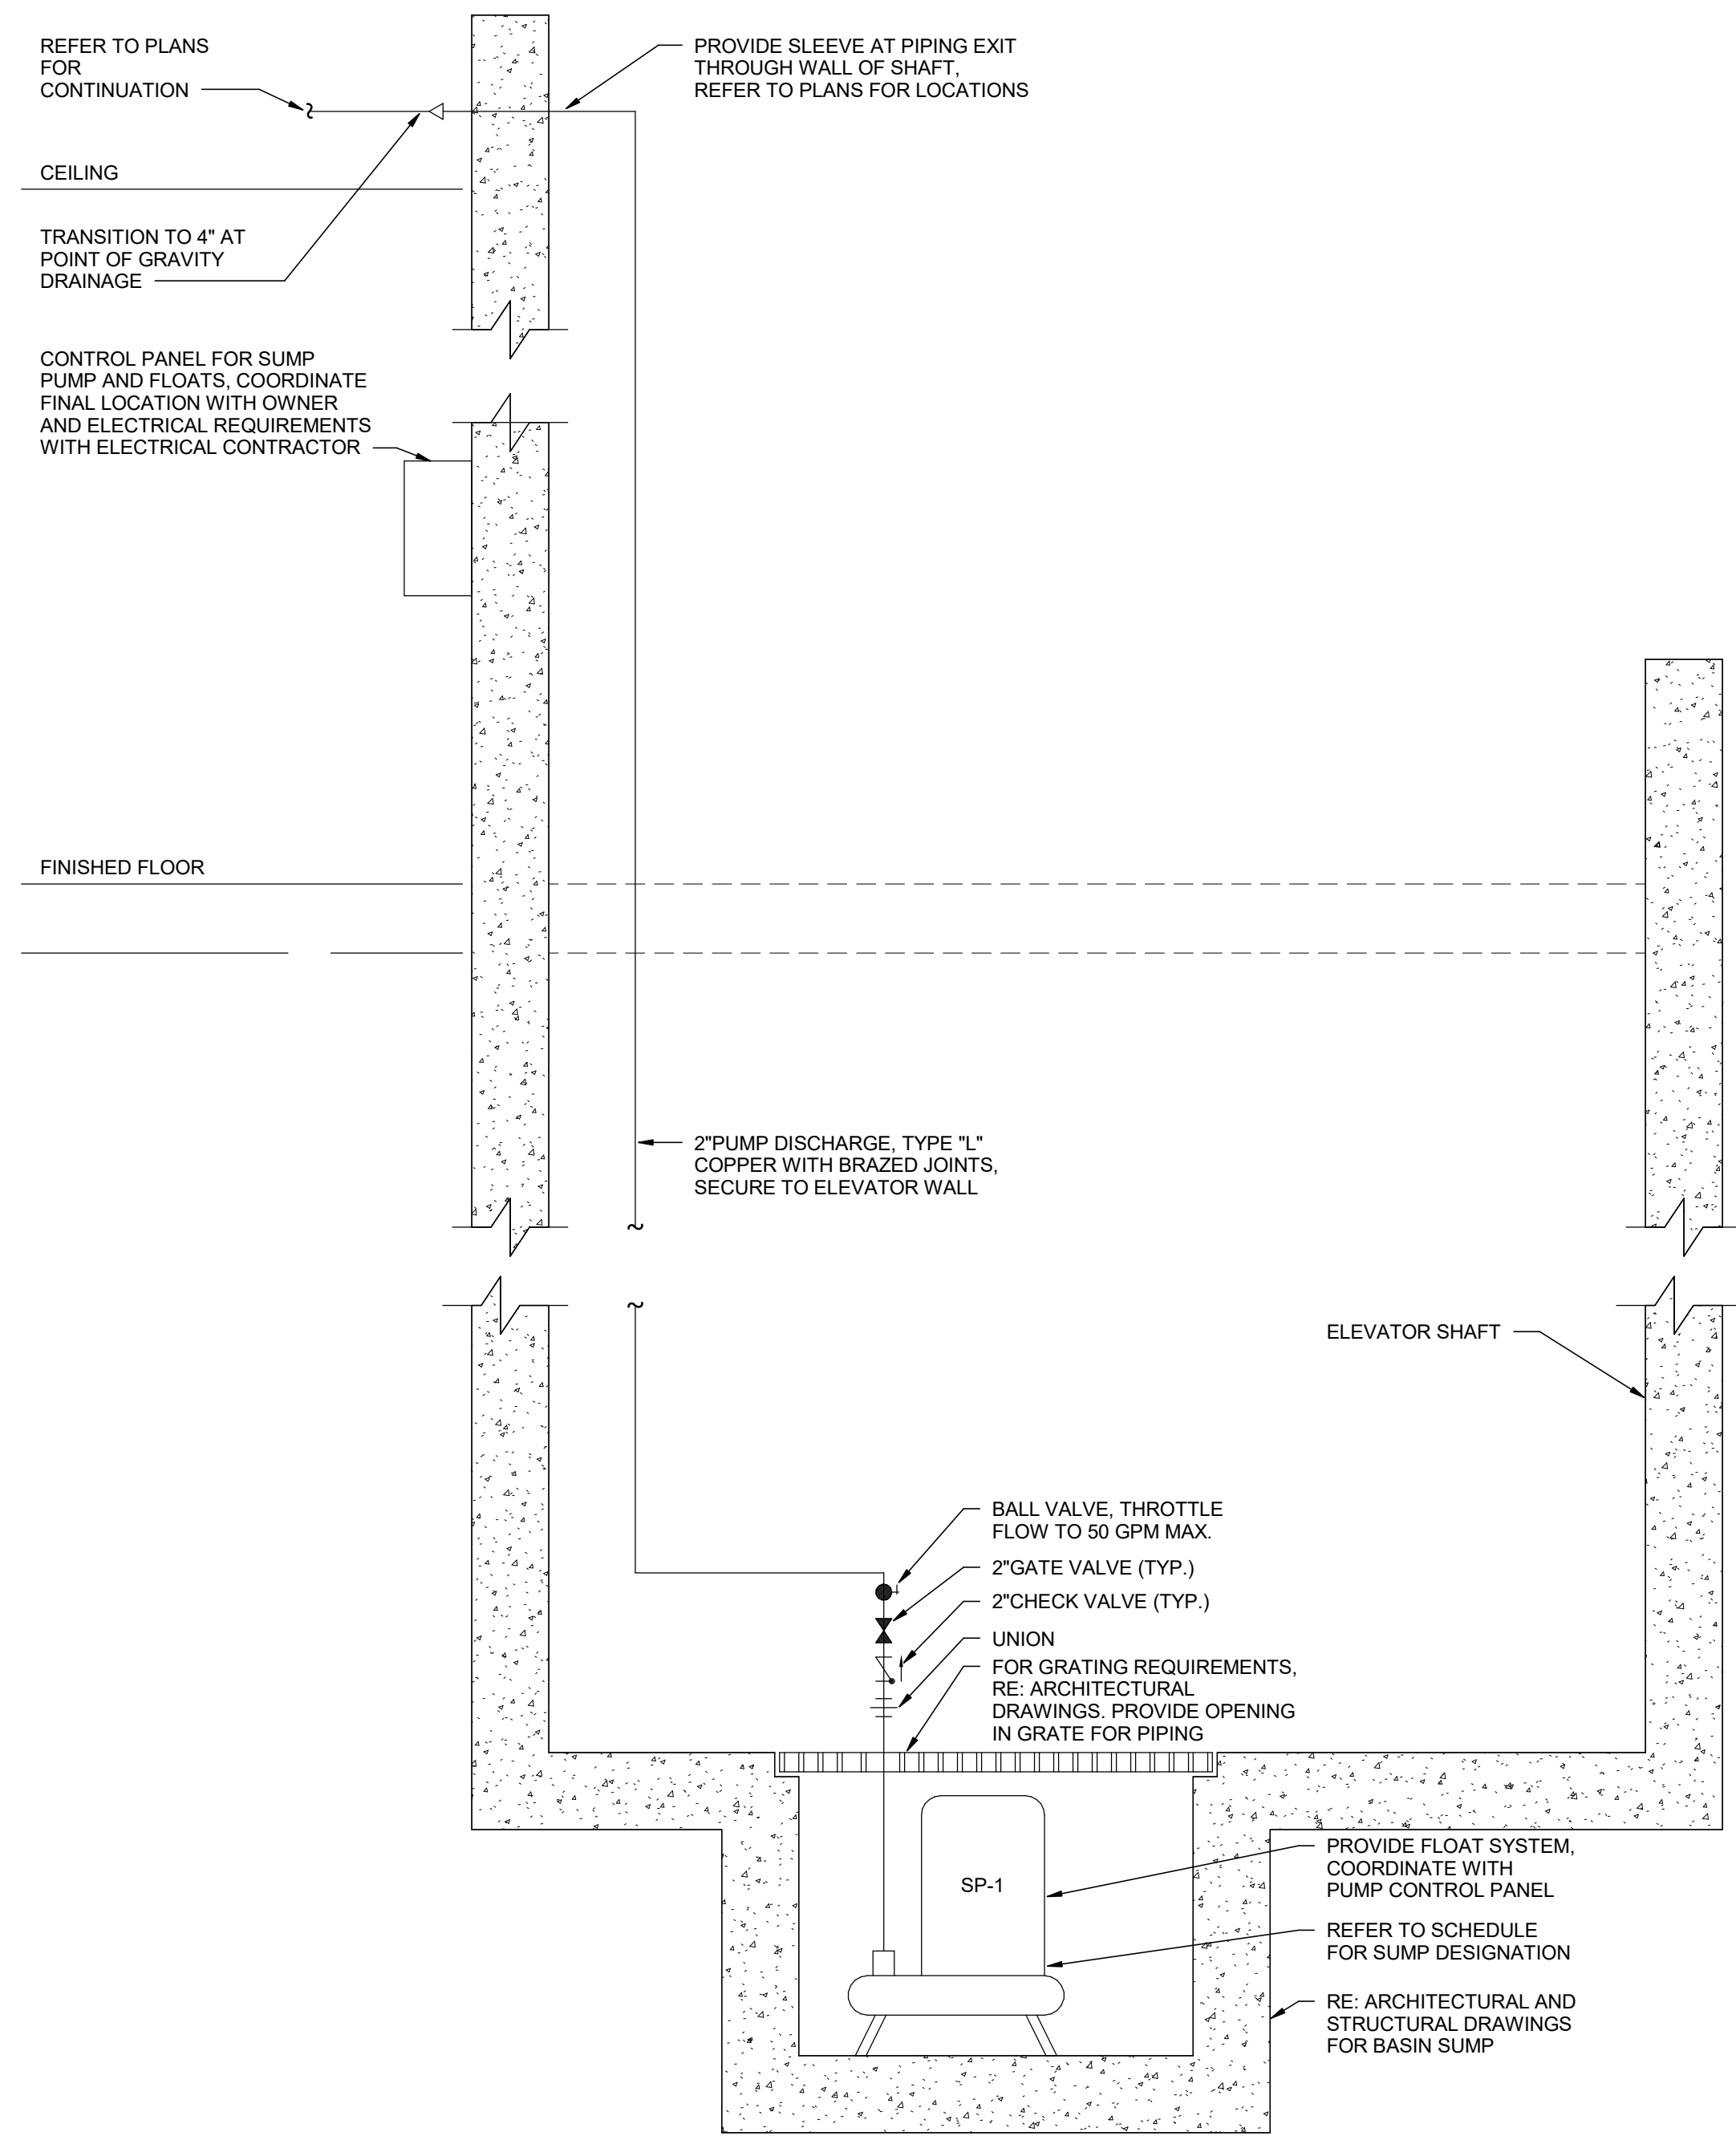 REFER TO PLANS
FOR
CONTINUATION
PROVIDE SLEEVE AT PIPING EXIT
THROUGH WALL OF SHAFT,
REFER TO PLANS FOR LOCATIONS
CEILING
TRANSITION TO 4" AT
POINT OF GRAVITY
DRAINAGE
CONTROL PANEL FOR SUMP
PUMP AND FLOATS, COORDINATE
FINAL LOCATION WITH OWNER
AND ELECTRICAL REQUIREMENTS
WITH ELECTRICAL CONTRACTOR
FINISHED FLOOR
2"PUMP DISCHARGE, TYPE "L"
COPPER WITH BRAZED JOINTS,
SECURE TO ELEVATOR WALL
ELEVATOR SHAFT
BALL VALVE, THROTTLE
FLOW TO 50 GPM MAX.
2"GATE VALVE (TYP.)
2"CHECK VALVE (TYP.)
UNION
FOR GRATING REQUIREMENTS,
RE: ARCHITECTURAL
DRAWINGS. PROVIDE OPENING
IN GRATE FOR PIPING
SP-1
PROVIDE FLOAT SYSTEM,
COORDINATE WITH
PUMP CONTROL PANEL
REFER TO SCHEDULE
FOR SUMP DESIGNATION
RE: ARCHITECTURAL AND
STRUCTURAL DRAWINGS
FOR BASIN SUMP